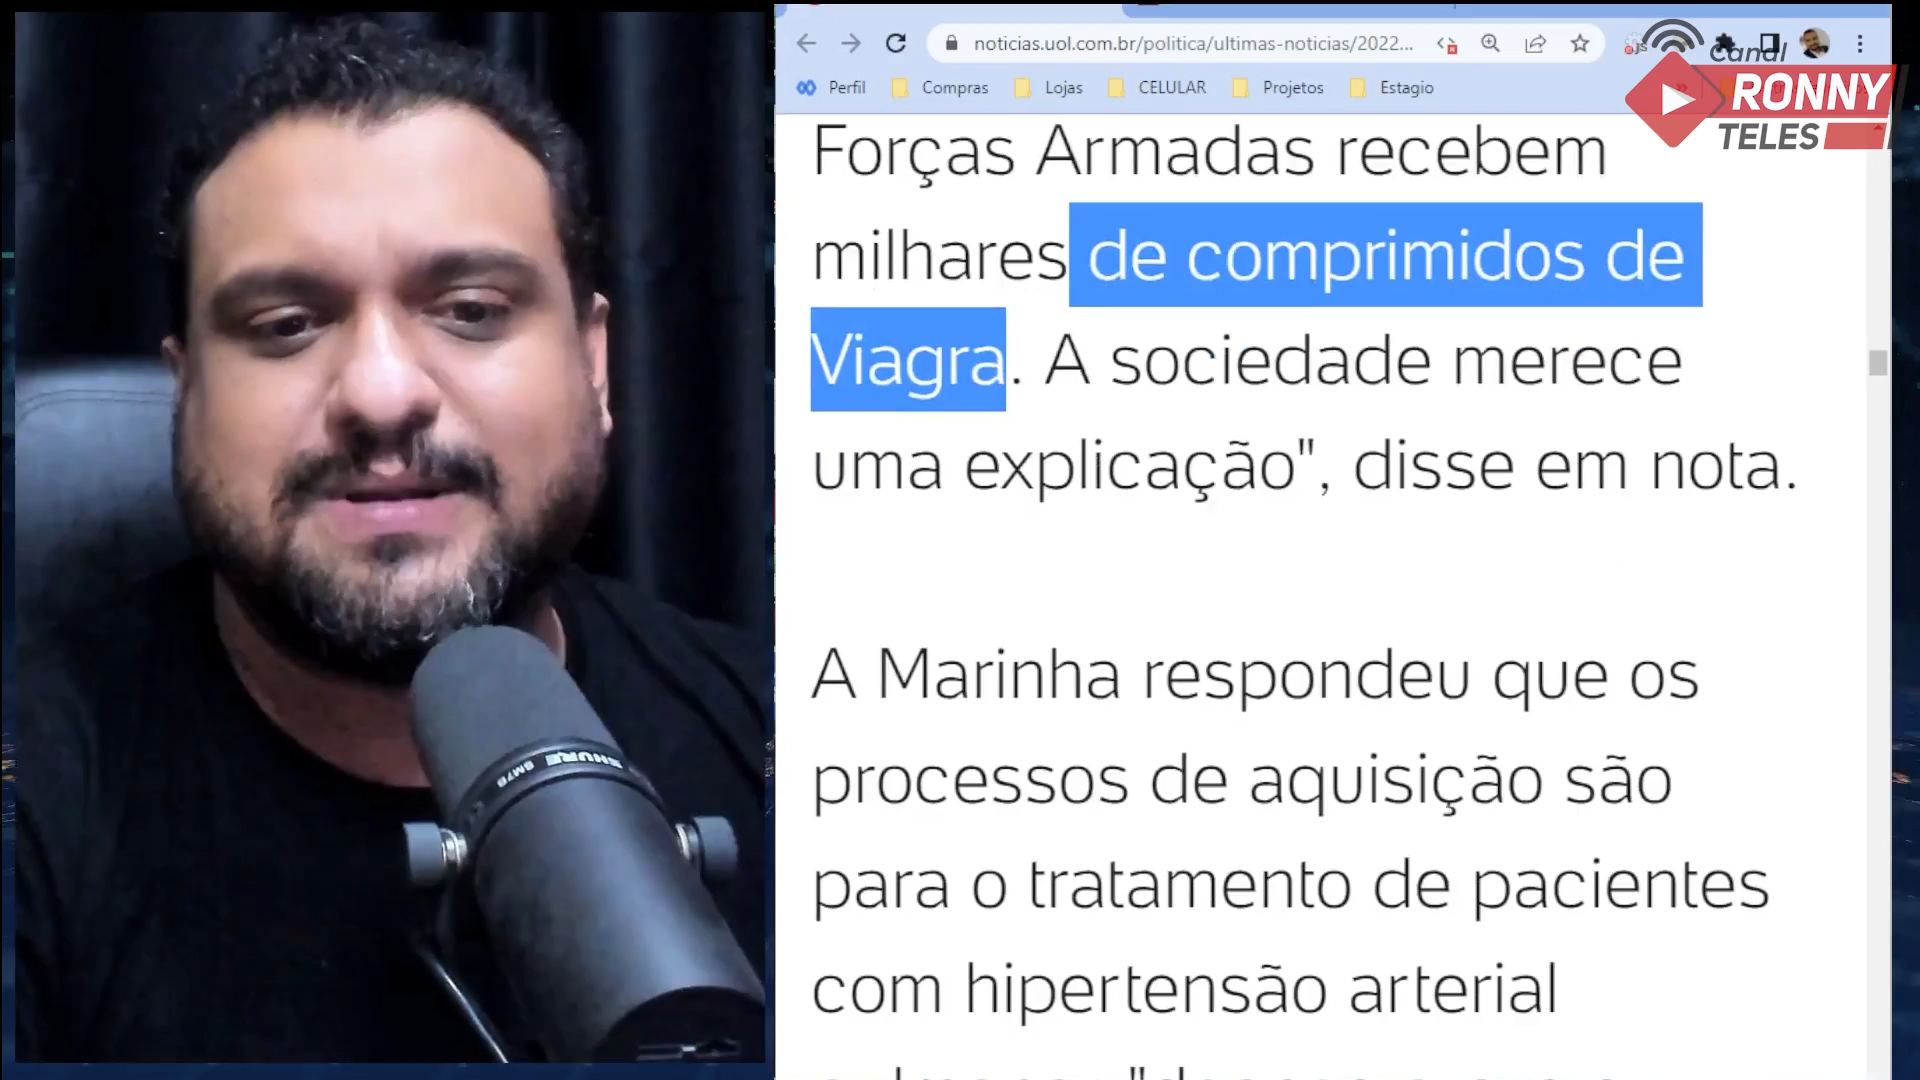 noticias.uol.com.br/politica/ultimas-noticias/2022...
Perfil Compras Lojas CELULAR Projetos Estagio
Canal
RONNY
TELES
Forças Armadas recebem
milhares de comprimidos de
Viagra. A sociedade merece
uma explicação", disse em nota.
A Marinha respondeu que os
processos de aquisição são
para o tratamento de pacientes
com hipertensão arterial
SHURE
SM7B